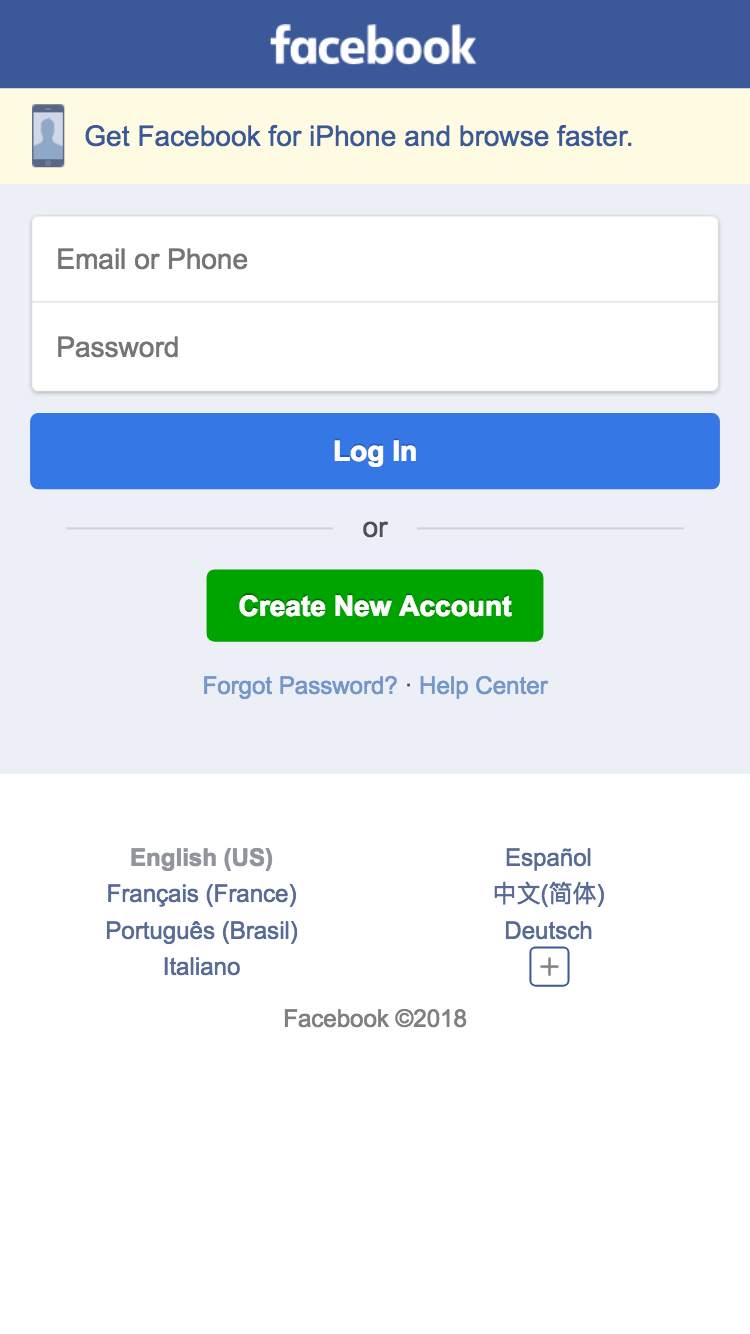 facebook
Get Facebook for iPhone and browse faster.
Email or Phone
Password
Log In
or
Create New Account
Forgot Password? · Help Center
English (US) Español
Français (France) 中文(简体)
Português (Brasil) Deutsch
Italiano
Facebook ©2018